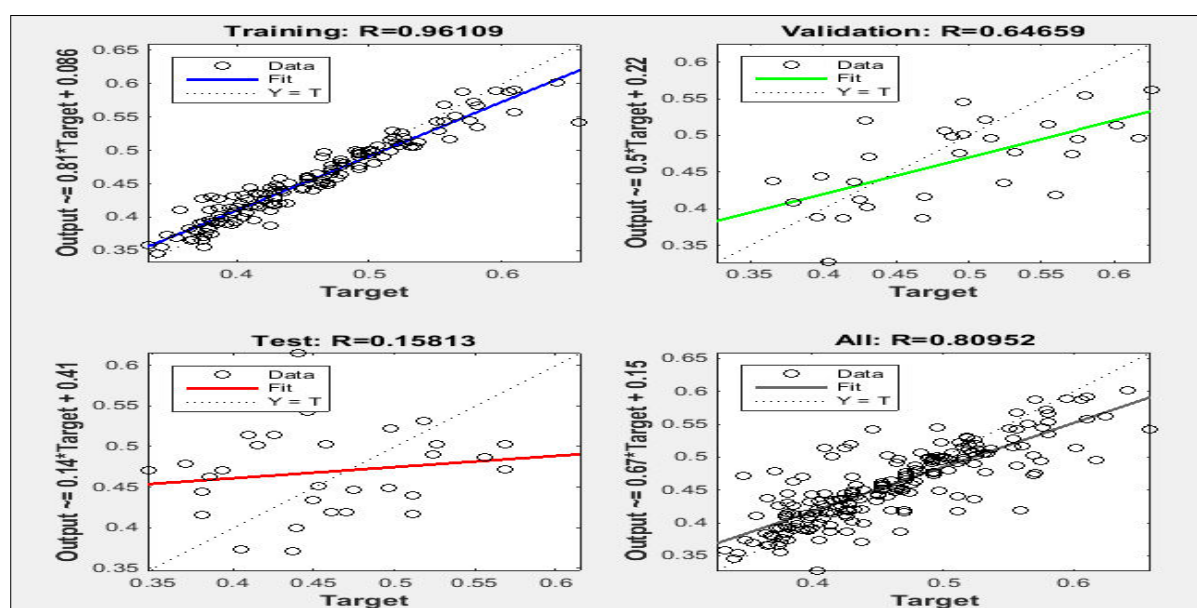 Training: R=0.96109
Output ~= 0.81*Target + 0.086
0.65
0.6
0.55
0.5
0.45
0.4
0.35
Data
Fit
Y = T
0.4
0.5
0.6
Target
Validation: R=0.64659
Output ~= 0.5*Target + 0.22
0.6
0.55
0.5
0.45
0.4
0.35
Data
Fit
Y = T
0.35
0.4
0.45
0.5
0.55
0.6
Target
Test: R=0.15813
Output ~= 0.14*Target + 0.41
0.6
0.55
0.5
0.45
0.4
0.35
Data
Fit
Y = T
0.35
0.4
0.45
0.5
0.55
0.6
Target
All: R=0.80952
Output ~= 0.67*Target + 0.15
0.65
0.6
0.55
0.5
0.45
0.4
0.35
Data
Fit
Y = T
0.4
0.5
0.6
Target